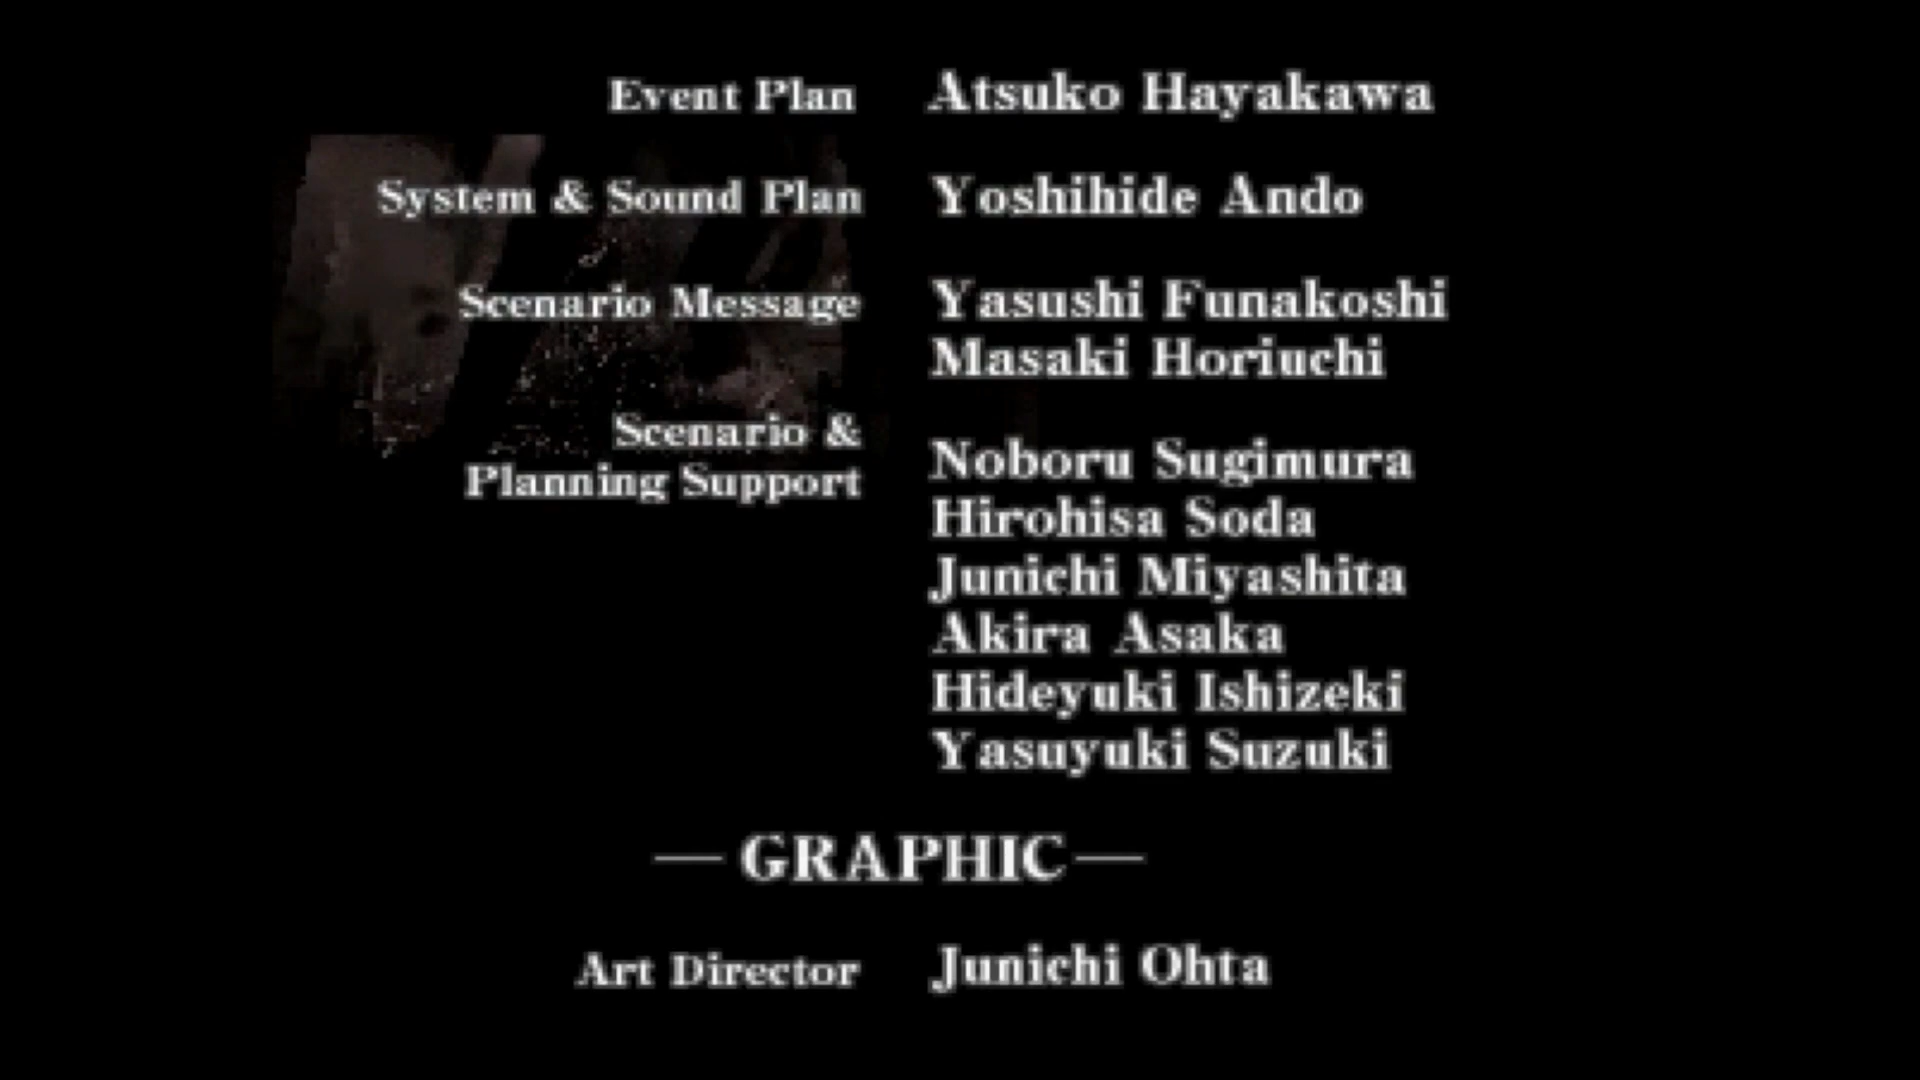 Event Plan Atsuko Hayakawa
System & Sound Plan Yoshihide Ando
Scenario Message Yasushi Funakoshi
Masaki Horiuchi
Scenario &
Planning Support Noboru Sugimura
Hirohisa Soda
Junichi Miyashita
Akira Asaka
Hideyuki Ishizeki
Yasuyuki Suzuki
— GRAPHIC —
Art Director Junichi Ohta